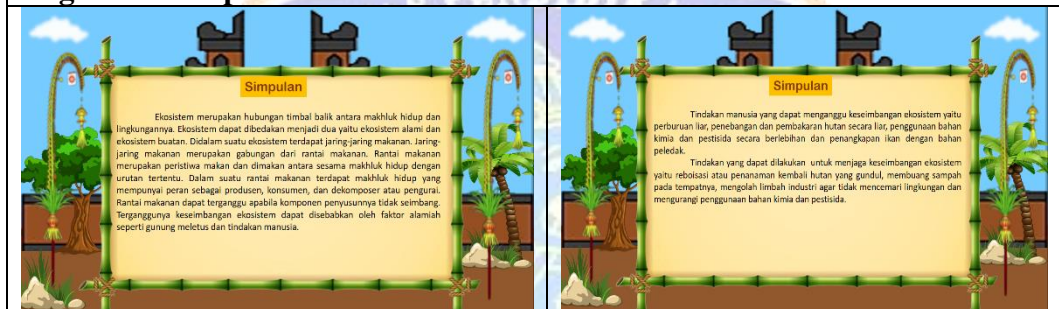 Simpulan
Ekosistem merupakan hubungan timbal balik antara makhluk hidup dan
lingkungannya. Ekosistem dapat dibedakan menjadi dua yaitu ekosistem alami dan
ekosistem buatan. Didalam suatu ekosistem terdapat jaring-jaring makanan. Jaring-
jaring makanan merupakan gabungan dari rantai makanan. Rantai makanan
merupakan peristiwa makan dan dimakan antara sesama makhluk hidup dengan
urutan tertentu. Dalam suatu rantai makanan terdapat makhluk hidup yang
mempunyai peran sebagai produsen, konsumen, dan dekomposer atau pengurai.
Rantai makanan dapat terganggu apabila komponen penyusunnya tidak seimbang.
Terganggunya keseimbangan ekosistem dapat disebabkan oleh faktor alamiah
seperti gunung meletus dan tindakan manusia.
Simpulan
Tindakan manusia yang dapat menganggu keseimbangan ekosistem yaitu
perburuan liar, penebangan dan pembakaran hutan secara liar, penggunaan bahan
kimia dan pestisida secara berlebihan dan penangkapan ikan dengan bahan
peledak.
Tindakan yang dapat dilakukan untuk menjaga keseimbangan ekosistem
yaitu reboisasi atau penanaman kembali hutan yang gundul, membuang sampah
pada tempatnya, mengolah limbah industri agar tidak mencemari lingkungan dan
mengurangi penggunaan bahan kimia dan pestisida.